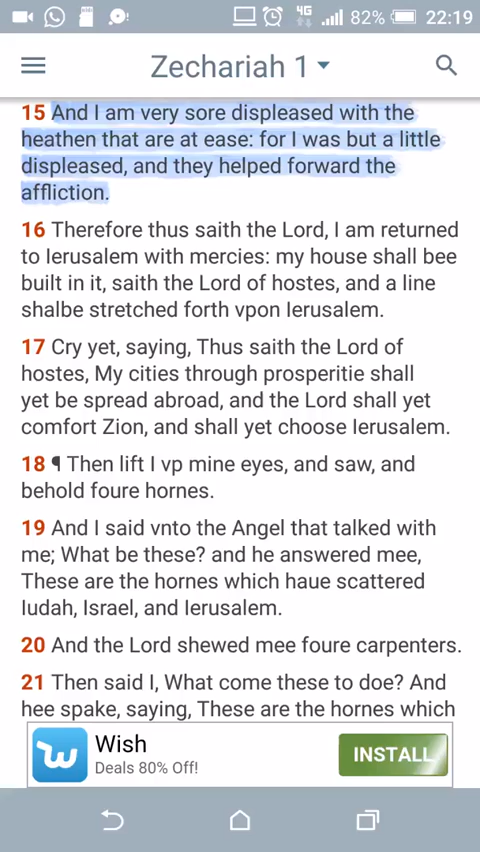 4G 82% 22:19
Zechariah 1
15 And I am very sore displeased with the
heathen that are at ease: for I was but a little
displeased, and they helped forward the
affliction.
16 Therefore thus saith the Lord, I am returned
to Ierusalem with mercies: my house shall bee
built in it, saith the Lord of hostes, and a line
shalbe stretched forth vpon Ierusalem.
17 Cry yet, saying, Thus saith the Lord of
hostes, My cities through prosperitie shall
yet be spread abroad, and the Lord shall yet
comfort Zion, and shall yet choose Ierusalem.
18 ¶ Then lift I vp mine eyes, and saw, and
behold foure hornes.
19 And I said vnto the Angel that talked with
me; What be these? and he answered mee,
These are the hornes which haue scattered
Iudah, Israel, and Ierusalem.
20 And the Lord shewed mee foure carpenters.
21 Then said I, What come these to doe? And
hee spake, saying, These are the hornes which
Wish
Deals 80% Off!
INSTALL